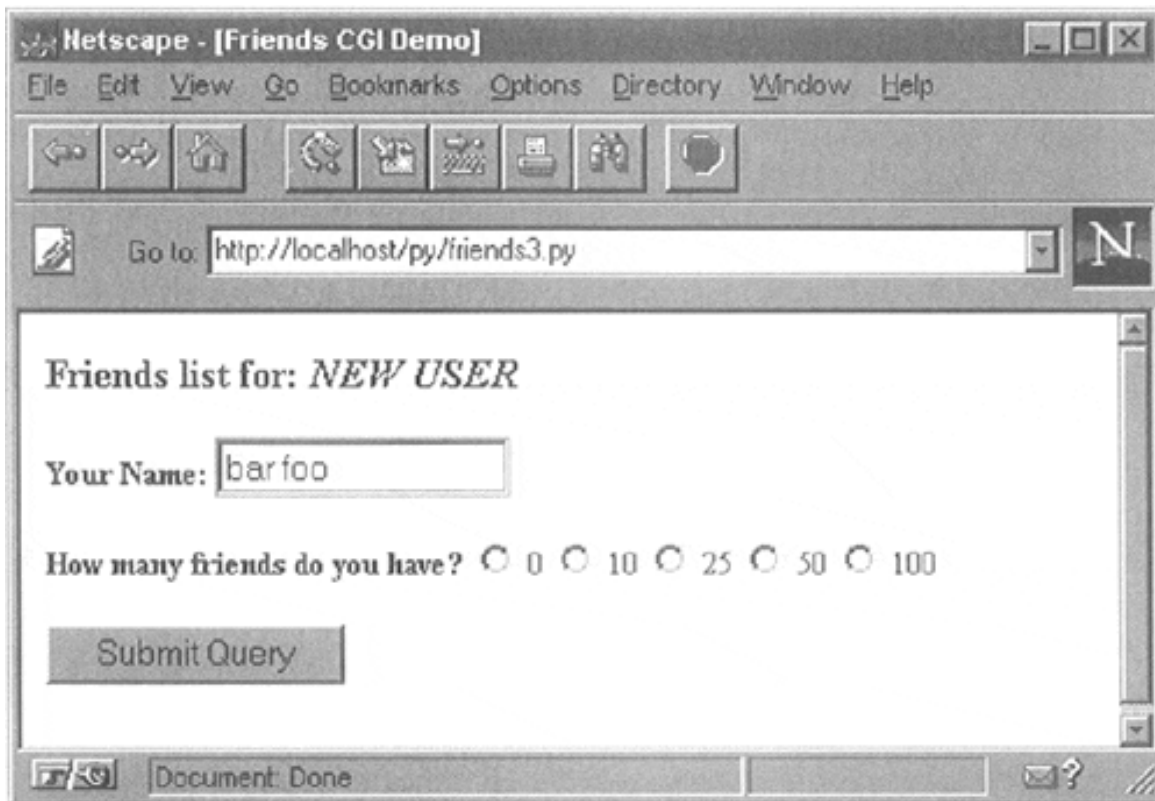 Netscape - [Friends CGI Demo]
File Edit View Go Bookmarks Options Directory Window Help
Go to: http://localhost/py/friends3.py
N
Friends list for: NEW USER
Your Name: bar foo
How many friends do you have? 0 10 25 50 100
Submit Query
Document: Done
?